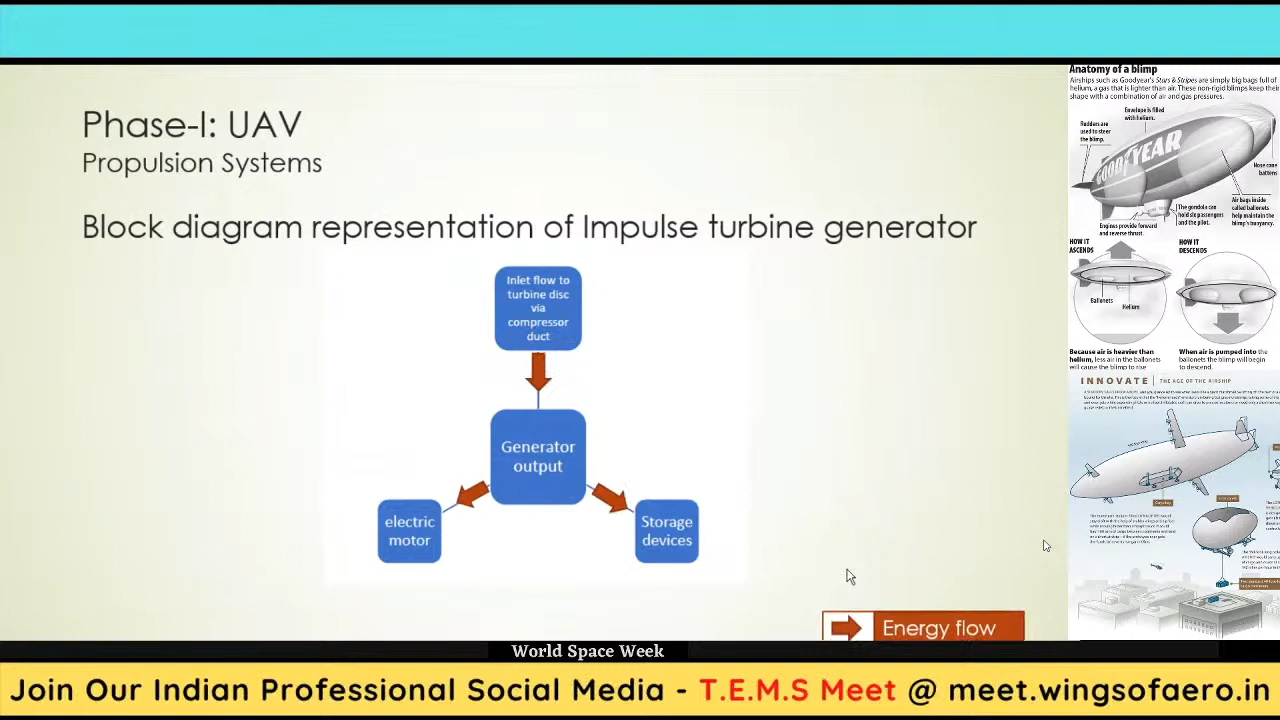 Phase-I: UAV
Propulsion Systems
Block diagram representation of Impulse turbine generator
Inlet flow to
turbine disc
via
compressor
duct
Generator
output
electric
motor
Storage
devices
Energy flow
Anatomy of a blimp
Airships such as Goodyear's Stars & Stripes are simply big bags full of
helium, a gas that is lighter than air. These non-rigid blimps keep their
shape with a combination of air and gas pressures.
Envelope is filled
with helium.
Rudders are
used to steer
the blimp.
GOODYEAR
Nose cone
battens
The gondola can
hold six passengers
and the pilot.
Air bags inside
called ballonets
help maintain the
blimp's buoyancy.
Engines provide forward
and reverse thrust.
HOW IT
ASCENDS
HOW IT
DESCENDS
Ballonets
Helium
Because air is heavier than
helium, less air in the ballonets
will cause the blimp to rise
When air is pumped into the
ballonets the blimp will begin
to descend.
INNOVATE
THE AGE OF THE AIRSHIP
World Space Week
Join Our Indian Professional Social Media - T.E.M.S Meet @ meet.wingsofaero.in